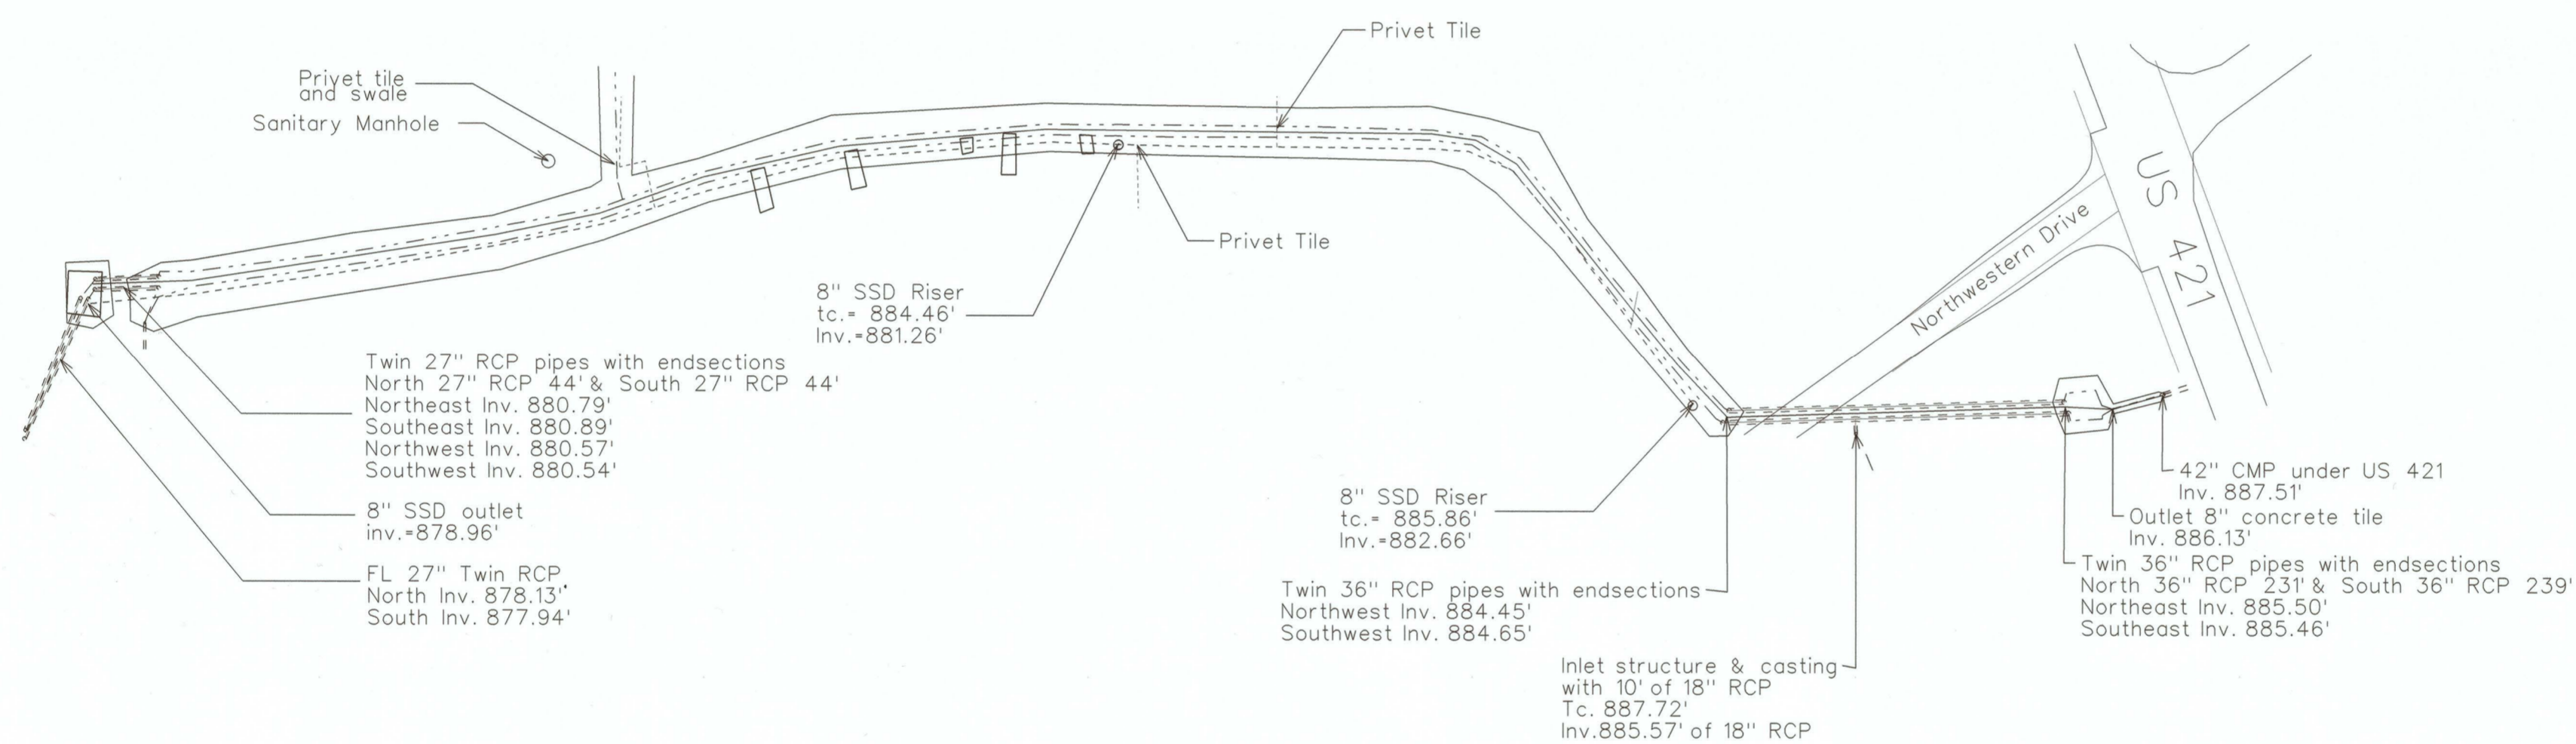 Privet Tile
Privet tile
and swale
Sanitary Manhole
US 421
Northwestern Drive
Privet Tile
8" SSD Riser
tc.= 884.46'
Inv.=881.26'
Twin 27" RCP pipes with endsections
North 27" RCP 44' & South 27" RCP 44'
Northeast Inv. 880.79'
Southeast Inv. 880.89'
Northwest Inv. 880.57'
Southwest Inv. 880.54'
8" SSD outlet
inv.=878.96'
FL 27" Twin RCP
North Inv. 878.13'
South Inv. 877.94'
8" SSD Riser
tc.= 885.86'
Inv.=882.66'
Twin 36" RCP pipes with endsections
Northwest Inv. 884.45'
Southwest Inv. 884.65'
Inlet structure & casting
with 10' of 18" RCP
Tc. 887.72'
Inv.885.57' of 18" RCP
42" CMP under US 421
Inv. 887.51'
Outlet 8" concrete tile
Inv. 886.13'
Twin 36" RCP pipes with endsections
North 36" RCP 231' & South 36" RCP 239'
Northeast Inv. 885.50'
Southeast Inv. 885.46'